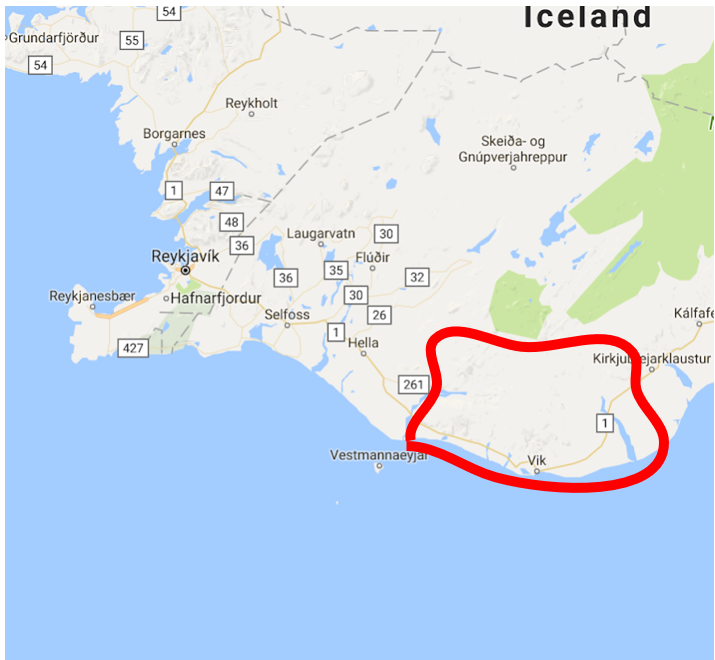 54
Iceland
Grundarfjörður
55
54
Reykholt
Borgarnes
Skeiða- og
Gnúpverjahreppur
1
47
48
Laugarvatn
30
36
Reykjavík
Flúðir
35
36
32
Reykjanesbær
Hafnarfjordur
30
Selfoss
26
Kálfafe
1
Hella
427
Kirkjubæjarklaustur
261
1
Vestmannaeyjar
Vik